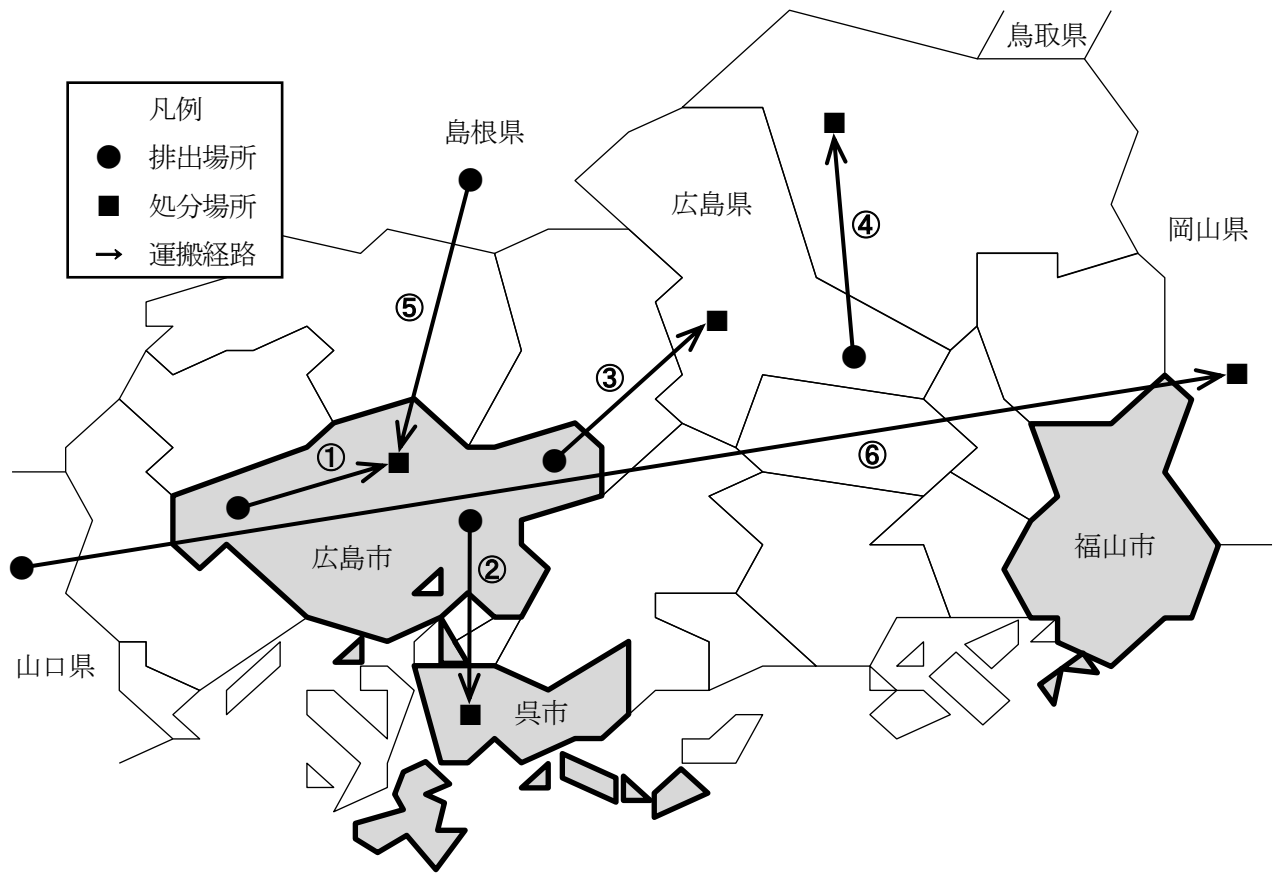 鳥取県
凡例
排出場所
処分場所
運搬経路
島根県
広島県
④
岡山県
⑤
③
①
⑥
広島市
②
福山市
山口県
呉市